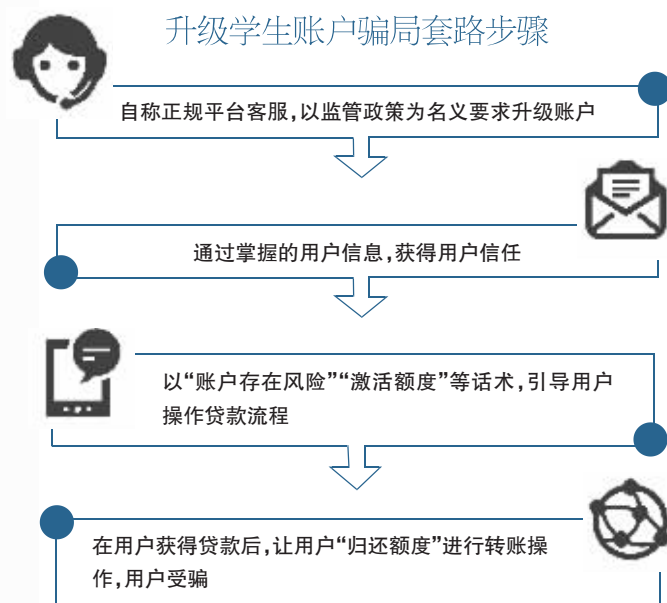 升级学生账户骗局套路步骤
自称正规平台客服,以监管政策为名义要求升级账户
通过掌握的用户信息,获得用户信任
以“账户存在风险”“激活额度”等话术,引导用户
操作贷款流程
在用户获得贷款后,让用户“归还额度”进行转账操
作,用户受骗